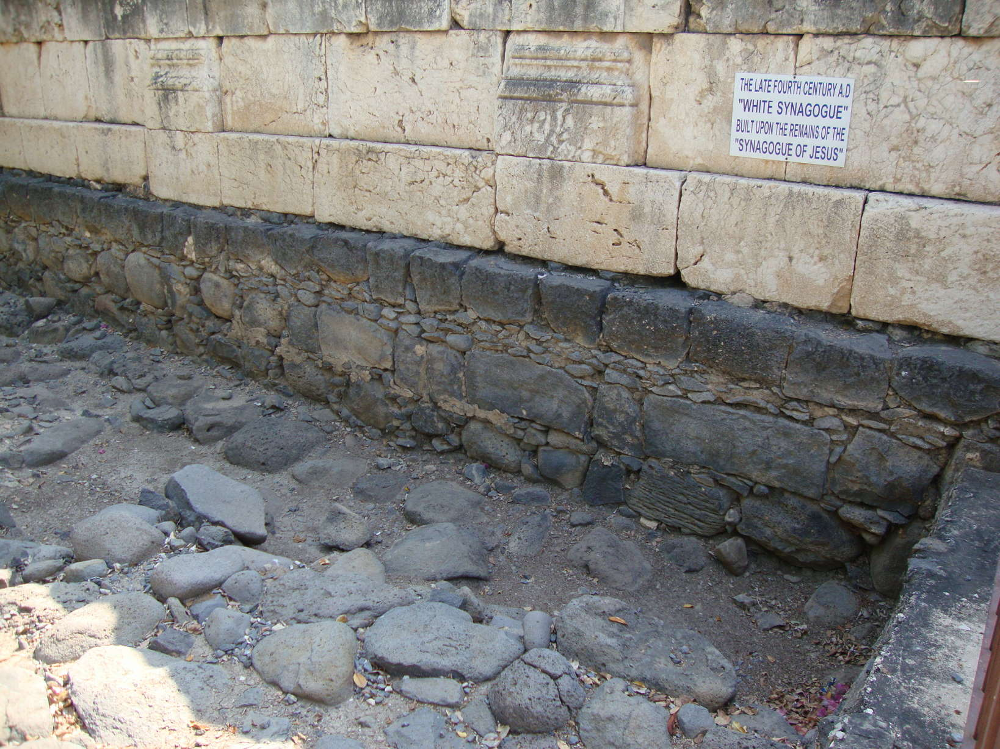 THE LATE FOURTH CENTURY A.D
"WHITE SYNAGOGUE"
BUILT UPON THE REMAINS OF THE
"SYNAGOGUE OF JESUS"